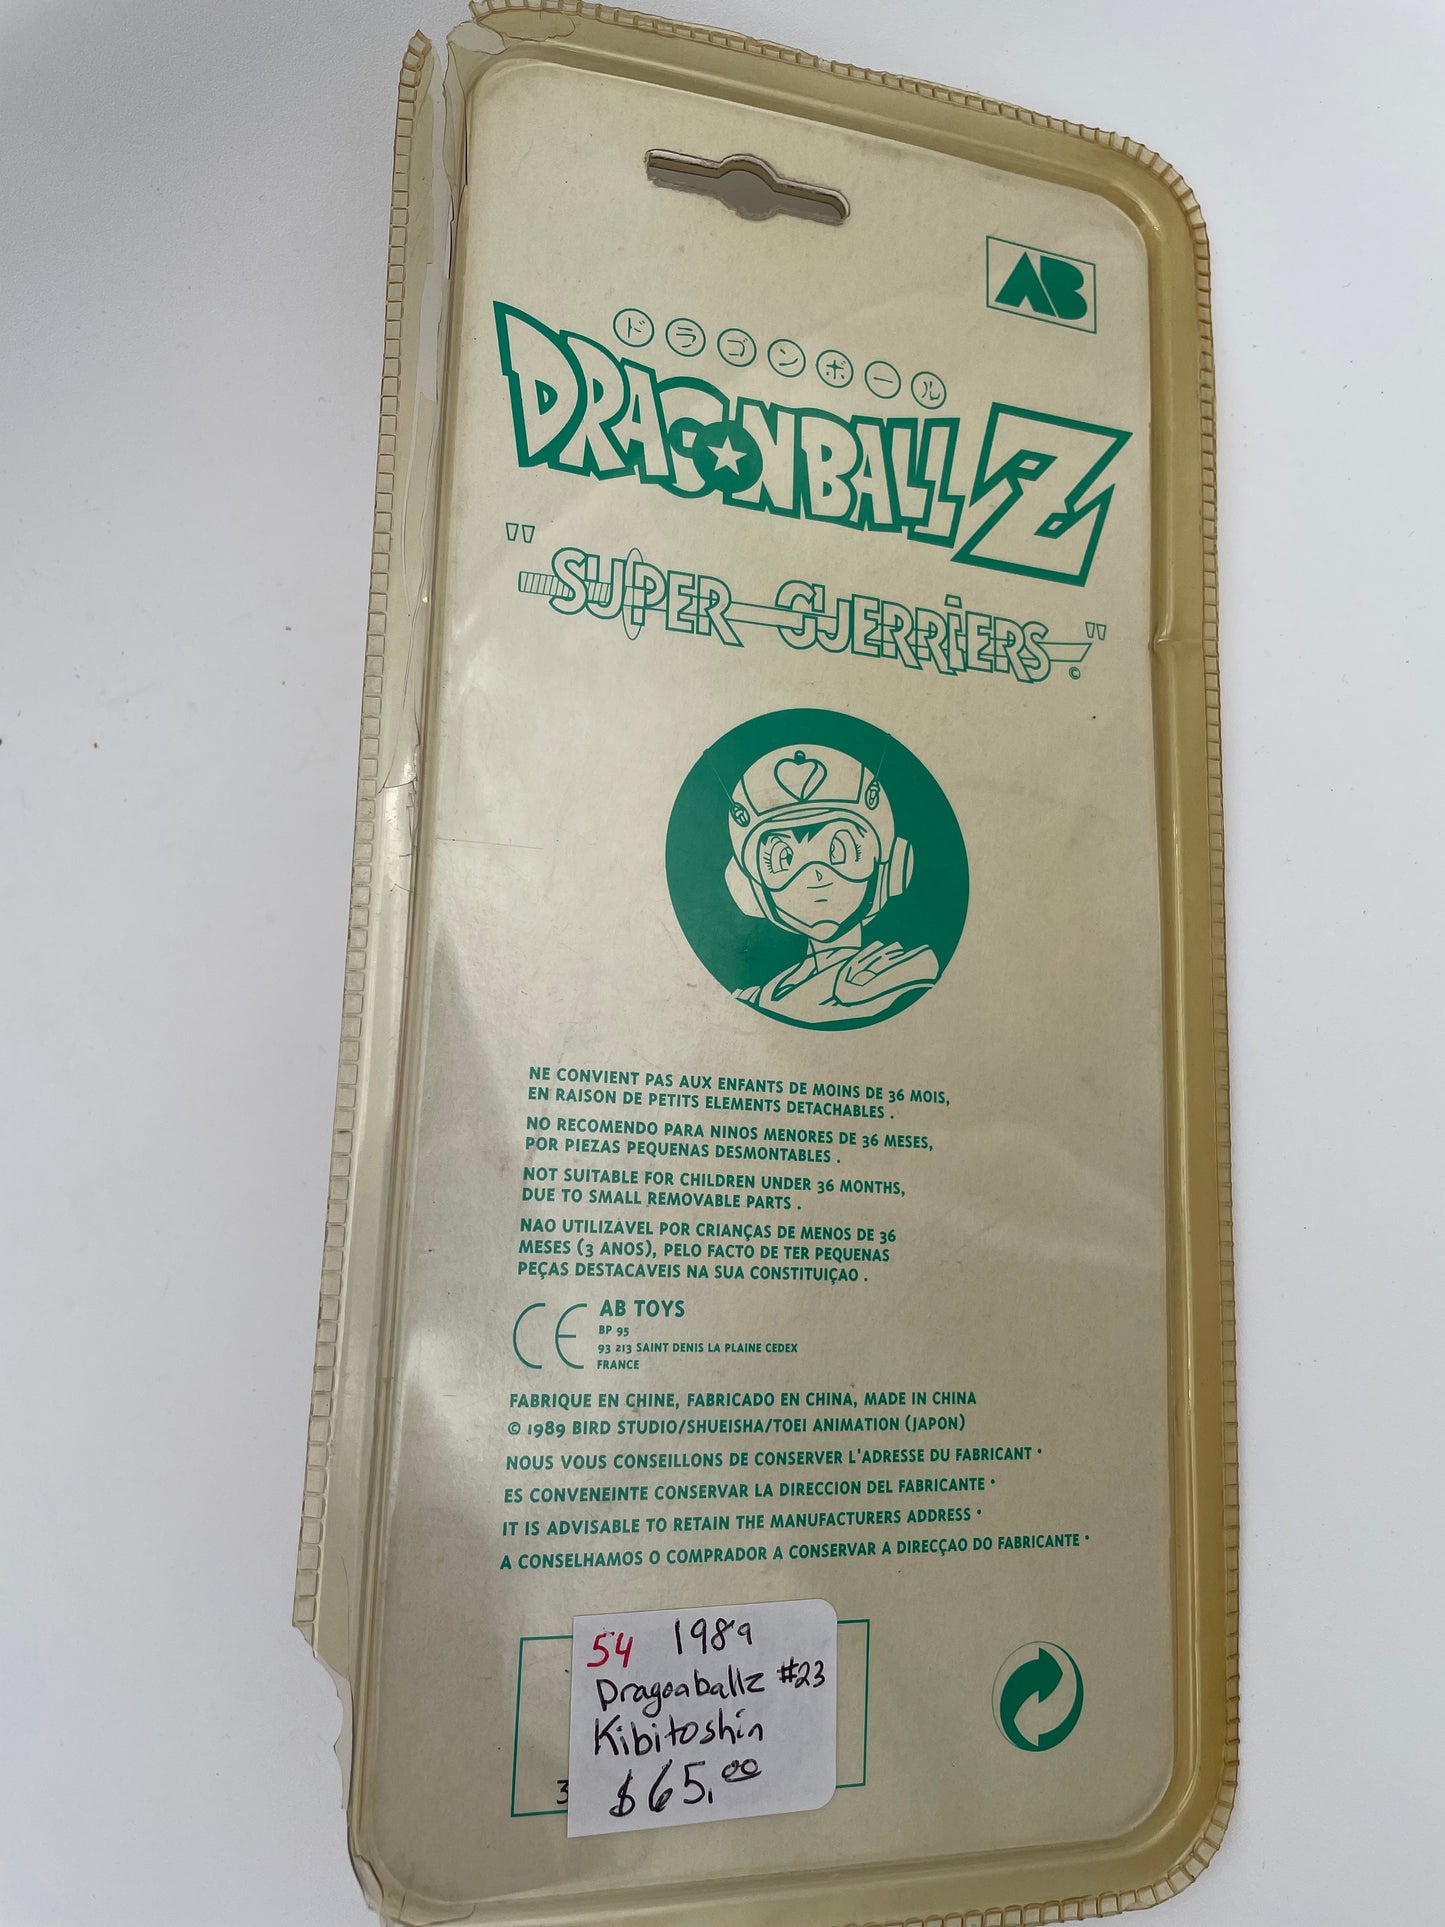 AB
ドラゴンボール
DRAGONBALL Z
"SUPER GUERRIERS"
©
NE CONVIENT PAS AUX ENFANTS DE MOINS DE 36 MOIS,
EN RAISON DE PETITS ELEMENTS DETACHABLES .
NO RECOMENDO PARA NINOS MENORES DE 36 MESES,
POR PIEZAS PEQUENAS DESMONTABLES .
NOT SUITABLE FOR CHILDREN UNDER 36 MONTHS,
DUE TO SMALL REMOVABLE PARTS .
NAO UTILIZÁVEL POR CRIANÇAS DE MENOS DE 36
MESES (3 ANOS), PELO FACTO DE TER PEQUENAS
PEÇAS DESTACAVEIS NA SUA CONSTITUIÇAO .
CE
AB TOYS
BP 95
93 213 SAINT DENIS LA PLAINE CEDEX
FRANCE
FABRIQUE EN CHINE, FABRICADO EN CHINA, MADE IN CHINA
© 1989 BIRD STUDIO/SHUEISHA/TOEI ANIMATION (JAPON)
NOUS VOUS CONSEILLONS DE CONSERVER L'ADRESSE DU FABRICANT •
ES CONVENEINTE CONSERVAR LA DIRECCION DEL FABRICANTE •
IT IS ADVISABLE TO RETAIN THE MANUFACTURERS ADDRESS •
A CONSELHAMOS O COMPRADOR A CONSERVAR A DIRECÇAO DO FABRICANTE •
54 1989
Dragonballz #23
Kibitoshin
$65.00
3